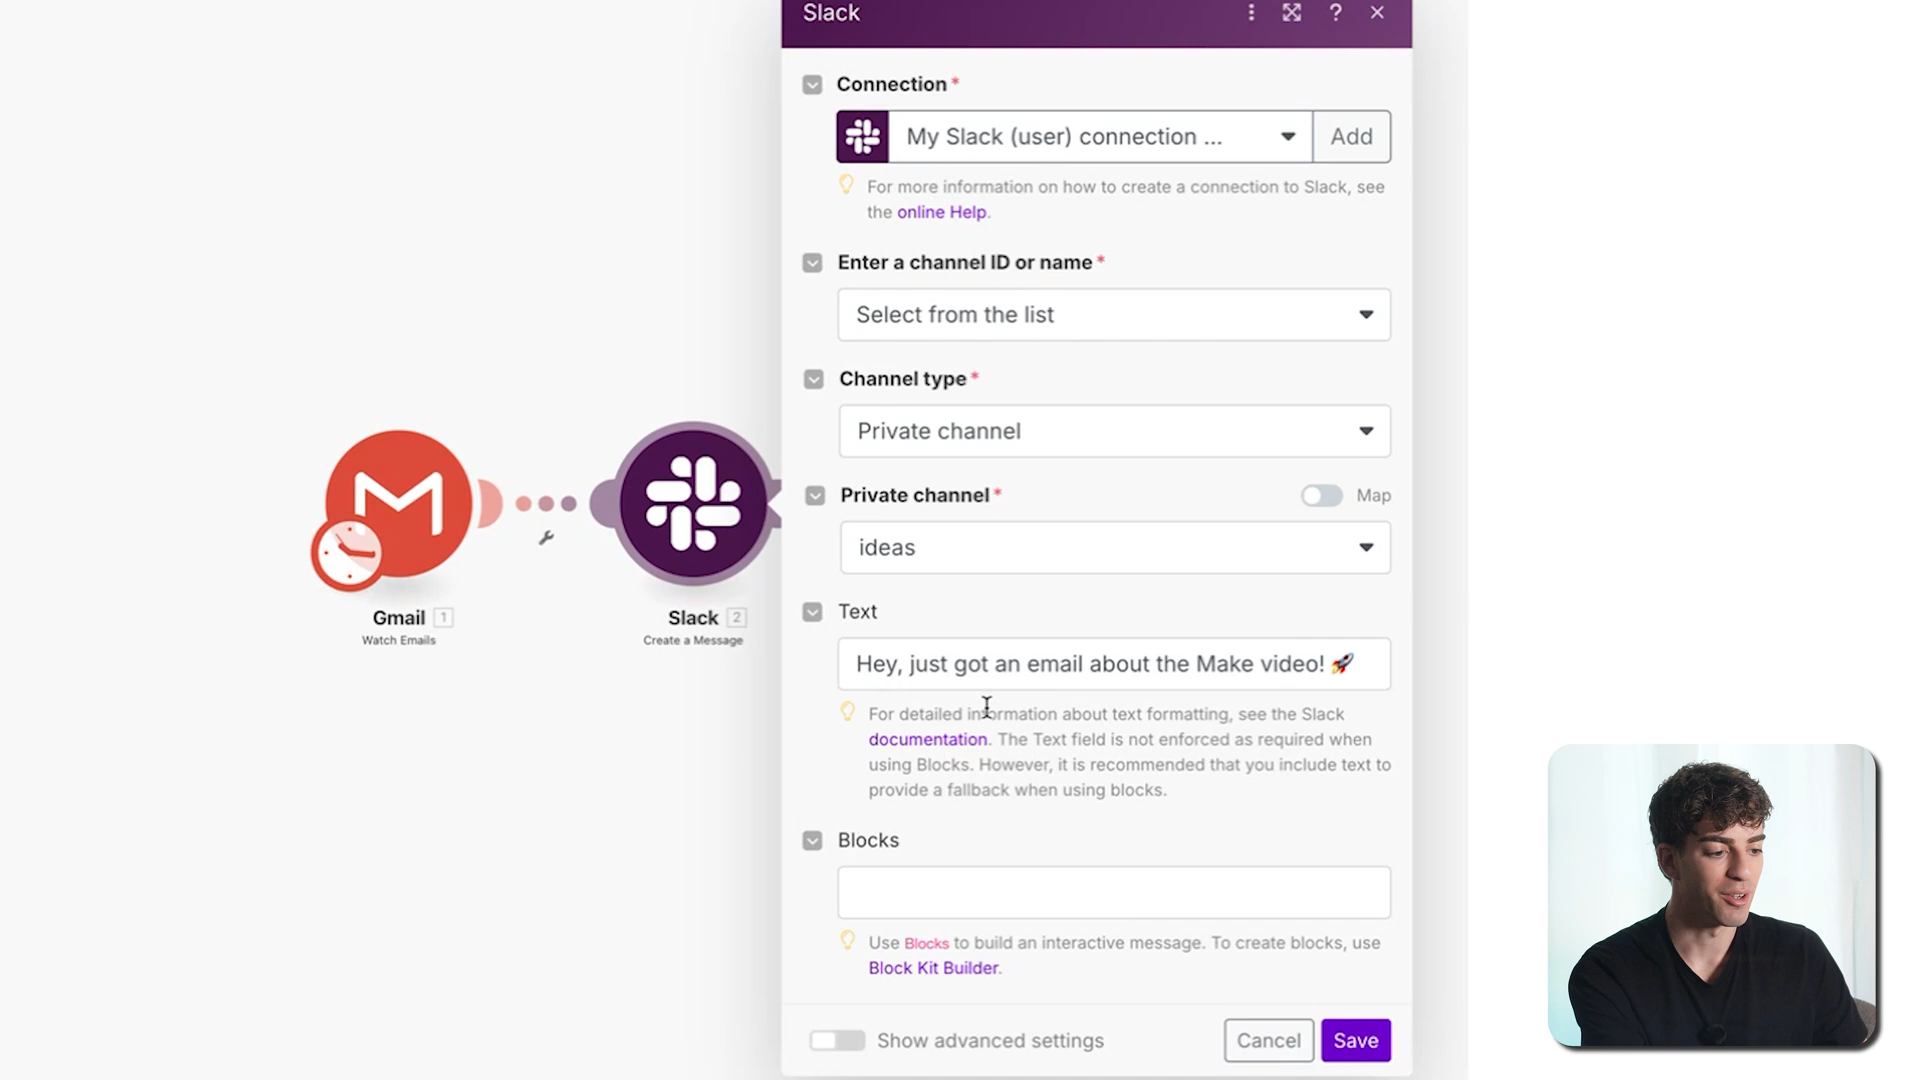 Slack
Connection *
My Slack (user) connection ...
Add
For more information on how to create a connection to Slack, see
the online Help.
Enter a channel ID or name *
Select from the list
Channel type *
Private channel
Private channel *
Map
ideas
Text
Hey, just got an email about the Make video! 🚀
For detailed information about text formatting, see the Slack
documentation. The Text field is not enforced as required when
using Blocks. However, it is recommended that you include text to
provide a fallback when using blocks.
Blocks
Use Blocks to build an interactive message. To create blocks, use
Block Kit Builder.
Show advanced settings
Cancel
Save
Gmail 1
Watch Emails
Slack 2
Create a Message